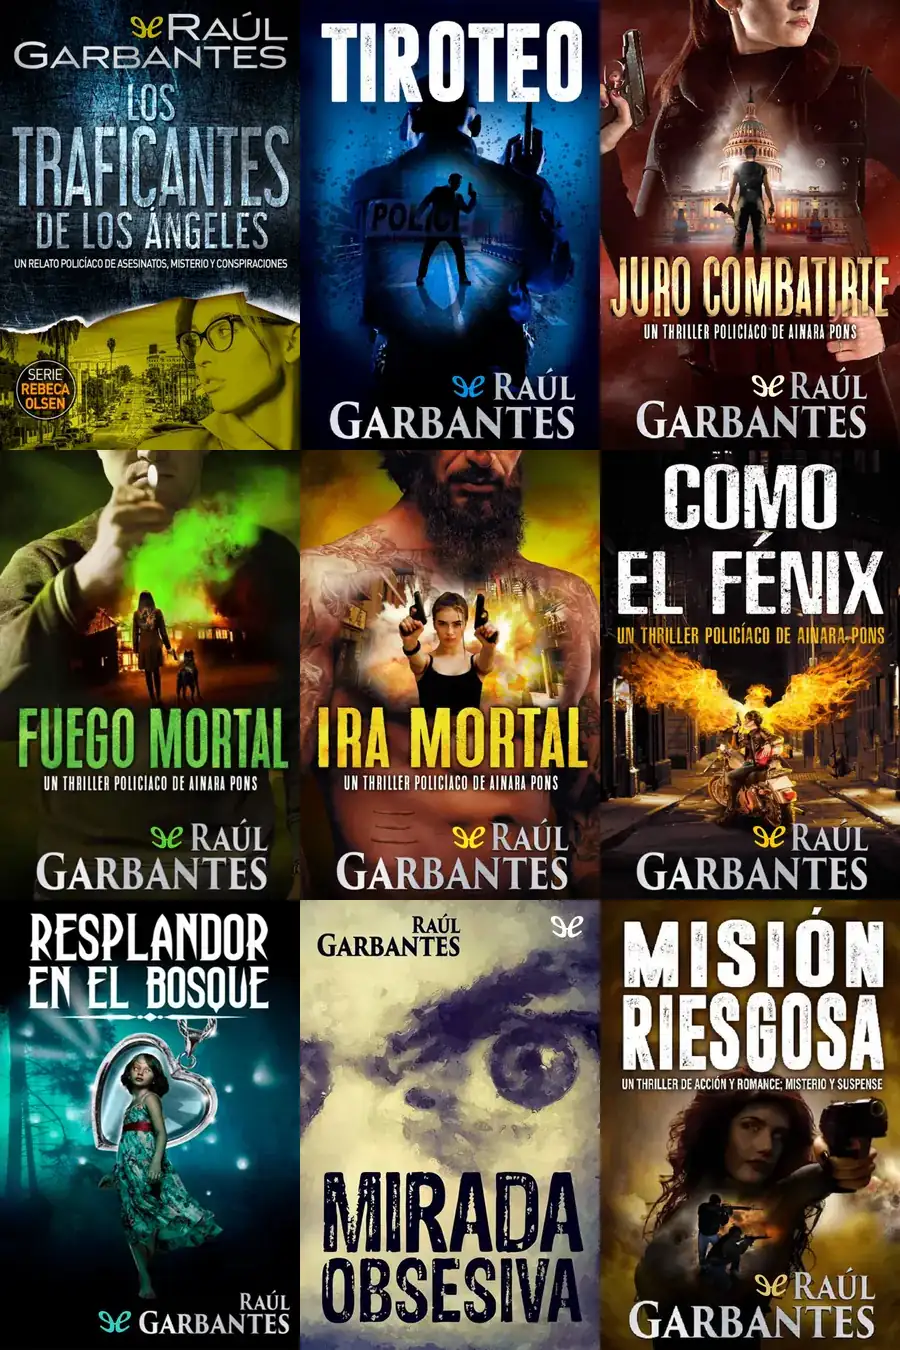 RAÚL
GARBANTES
LOS
TRAFICANTES
DE LOS ÁNGELES
UN RELATO POLICÍACO DE ASESINATOS, MISTERIO Y CONSPIRACIONES
SERIE
REBECA
OLSEN
TIROTEO
POLICI
RAÚL
GARBANTES
JURO COMBATIRTE
UN THRILLER POLICIACO DE AINARA PONS
RAÚL
GARBANTES
FUEGO MORTAL
UN THRILLER POLICÍACO DE AINARA PONS
RAÚL
GARBANTES
IRA MORTAL
UN THRILLER POLICÍACO DE AINARA PONS
RAÚL
GARBANTES
COMO
EL FÉNIX
UN THRILLER POLICÍACO DE AINARA PONS
RAÚL
GARBANTES
RESPLANDOR
EN EL BOSQUE
RAÚL
GARBANTES
RAÚL
GARBANTES
MIRADA
OBSESIVA
MISIÓN
RIESGOSA
UN THRILLER DE ACCIÓN Y ROMANCE; MISTERIO Y SUSPENSE
RAÚL
GARBANTES